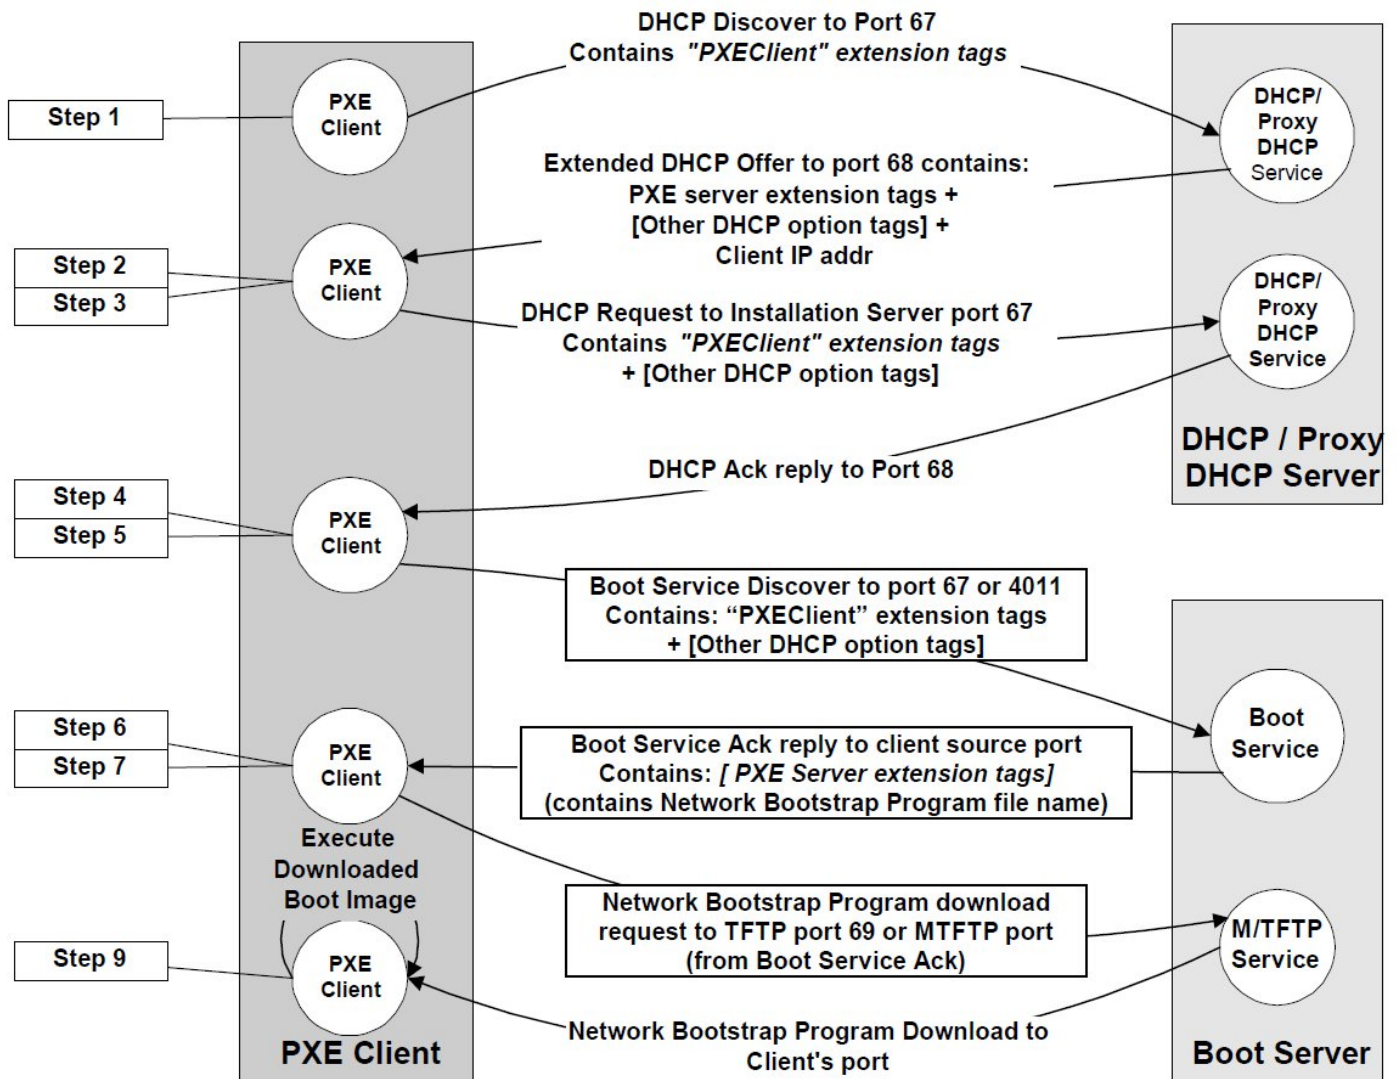 DHCP Discover to Port 67
Contains "PXEClient" extension tags
Step 1
PXE
Client
DHCP/
Proxy
DHCP
Service
Extended DHCP Offer to port 68 contains:
PXE server extension tags +
[Other DHCP option tags] +
Client IP addr
Step 2
Step 3
PXE
Client
DHCP/
Proxy
DHCP
Service
DHCP Request to Installation Server port 67
Contains "PXEClient" extension tags
+ [Other DHCP option tags]
DHCP / Proxy
DHCP Server
DHCP Ack reply to Port 68
Step 4
Step 5
PXE
Client
Boot Service Discover to port 67 or 4011
Contains: “PXEClient” extension tags
+ [Other DHCP option tags]
Step 6
Step 7
PXE
Client
Boot
Service
Boot Service Ack reply to client source port
Contains: [ PXE Server extension tags]
(contains Network Bootstrap Program file name)
Execute
Downloaded
Boot Image
Network Bootstrap Program download
request to TFTP port 69 or MTFTP port
(from Boot Service Ack)
M/TFTP
Service
Step 9
PXE
Client
Network Bootstrap Program Download to
Client's port
PXE Client
Boot Server